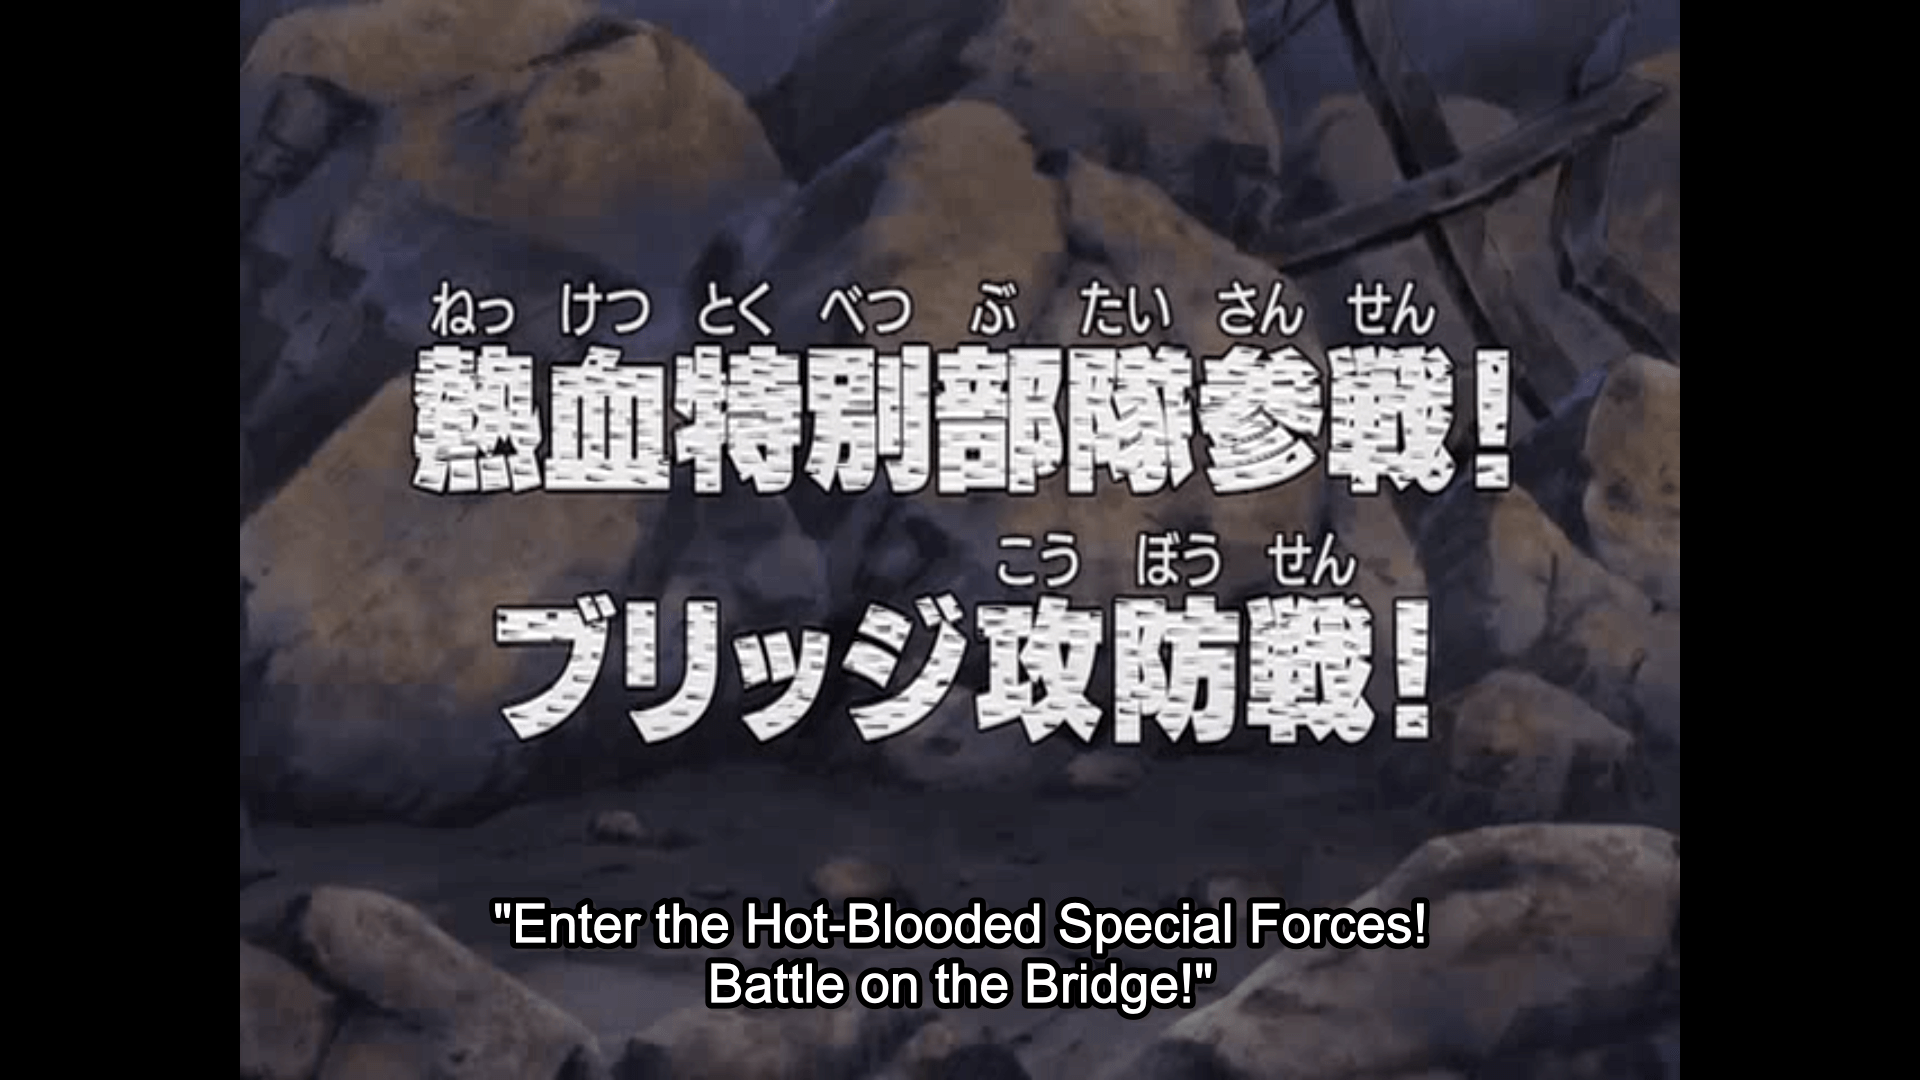 ねっ けつ とく べつ ぶ たい さん せん
熱血特別部隊参戦!
こう ぼう せん
ブリッジ攻防戦!
"Enter the Hot-Blooded Special Forces!
Battle on the Bridge!"